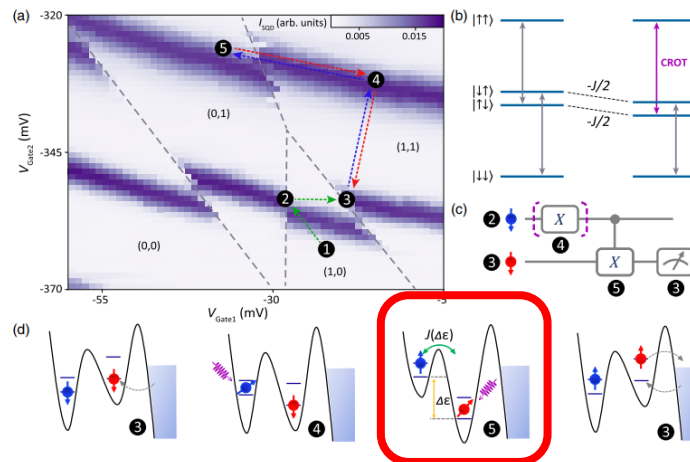 (a)
-320
-345
-370
V_Gate2 (mV)
I_SQD (arb. units)
0.005 0.015
5
4
(0,1)
(1,1)
2
3
1
(0,0)
(1,0)
-55 -30 -5
V_Gate1 (mV)
(b)
|↑↑⟩
|↓↑⟩
|↑↓⟩
|↓↓⟩
-J/2
-J/2
CROT
(c)
2 X
4
3 X
5 3
(d)
3
4
J(Δε)
Δε
5
3